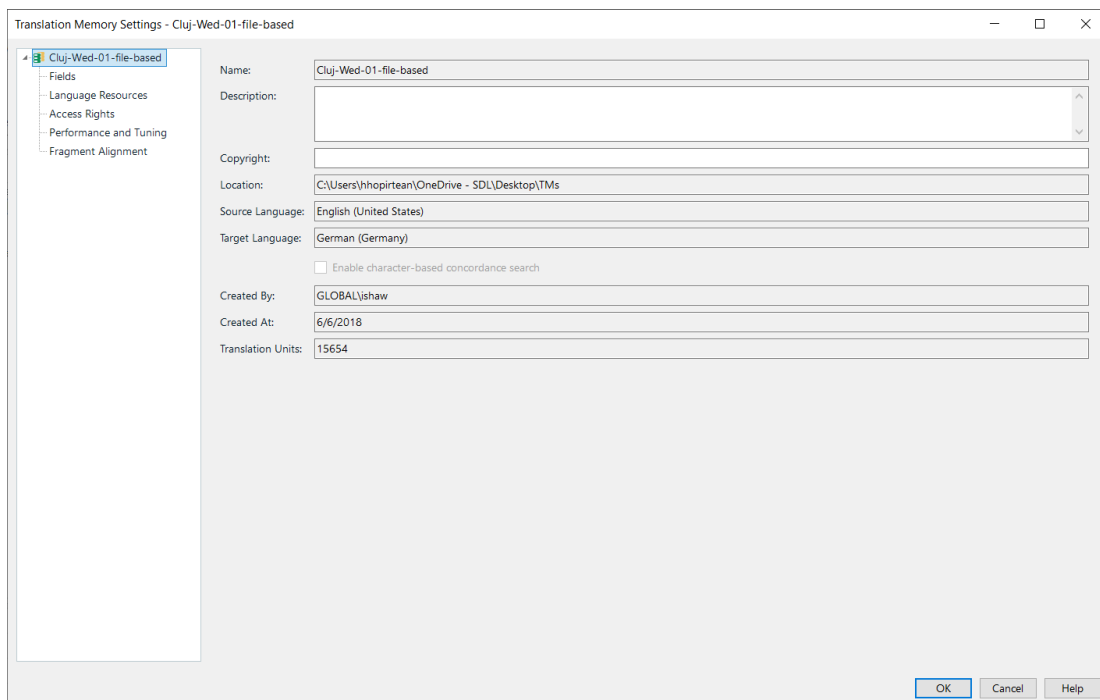 Translation Memory Settings - Cluj-Wed-01-file-based
Cluj-Wed-01-file-based
Fields
Language Resources
Access Rights
Performance and Tuning
Fragment Alignment
Name: Cluj-Wed-01-file-based
Description:
Copyright:
Location: C:\Users\hhopirtean\OneDrive - SDL\Desktop\TMs
Source Language: English (United States)
Target Language: German (Germany)
Enable character-based concordance search
Created By: GLOBAL\ishaw
Created At: 6/6/2018
Translation Units: 15654
OK Cancel Help